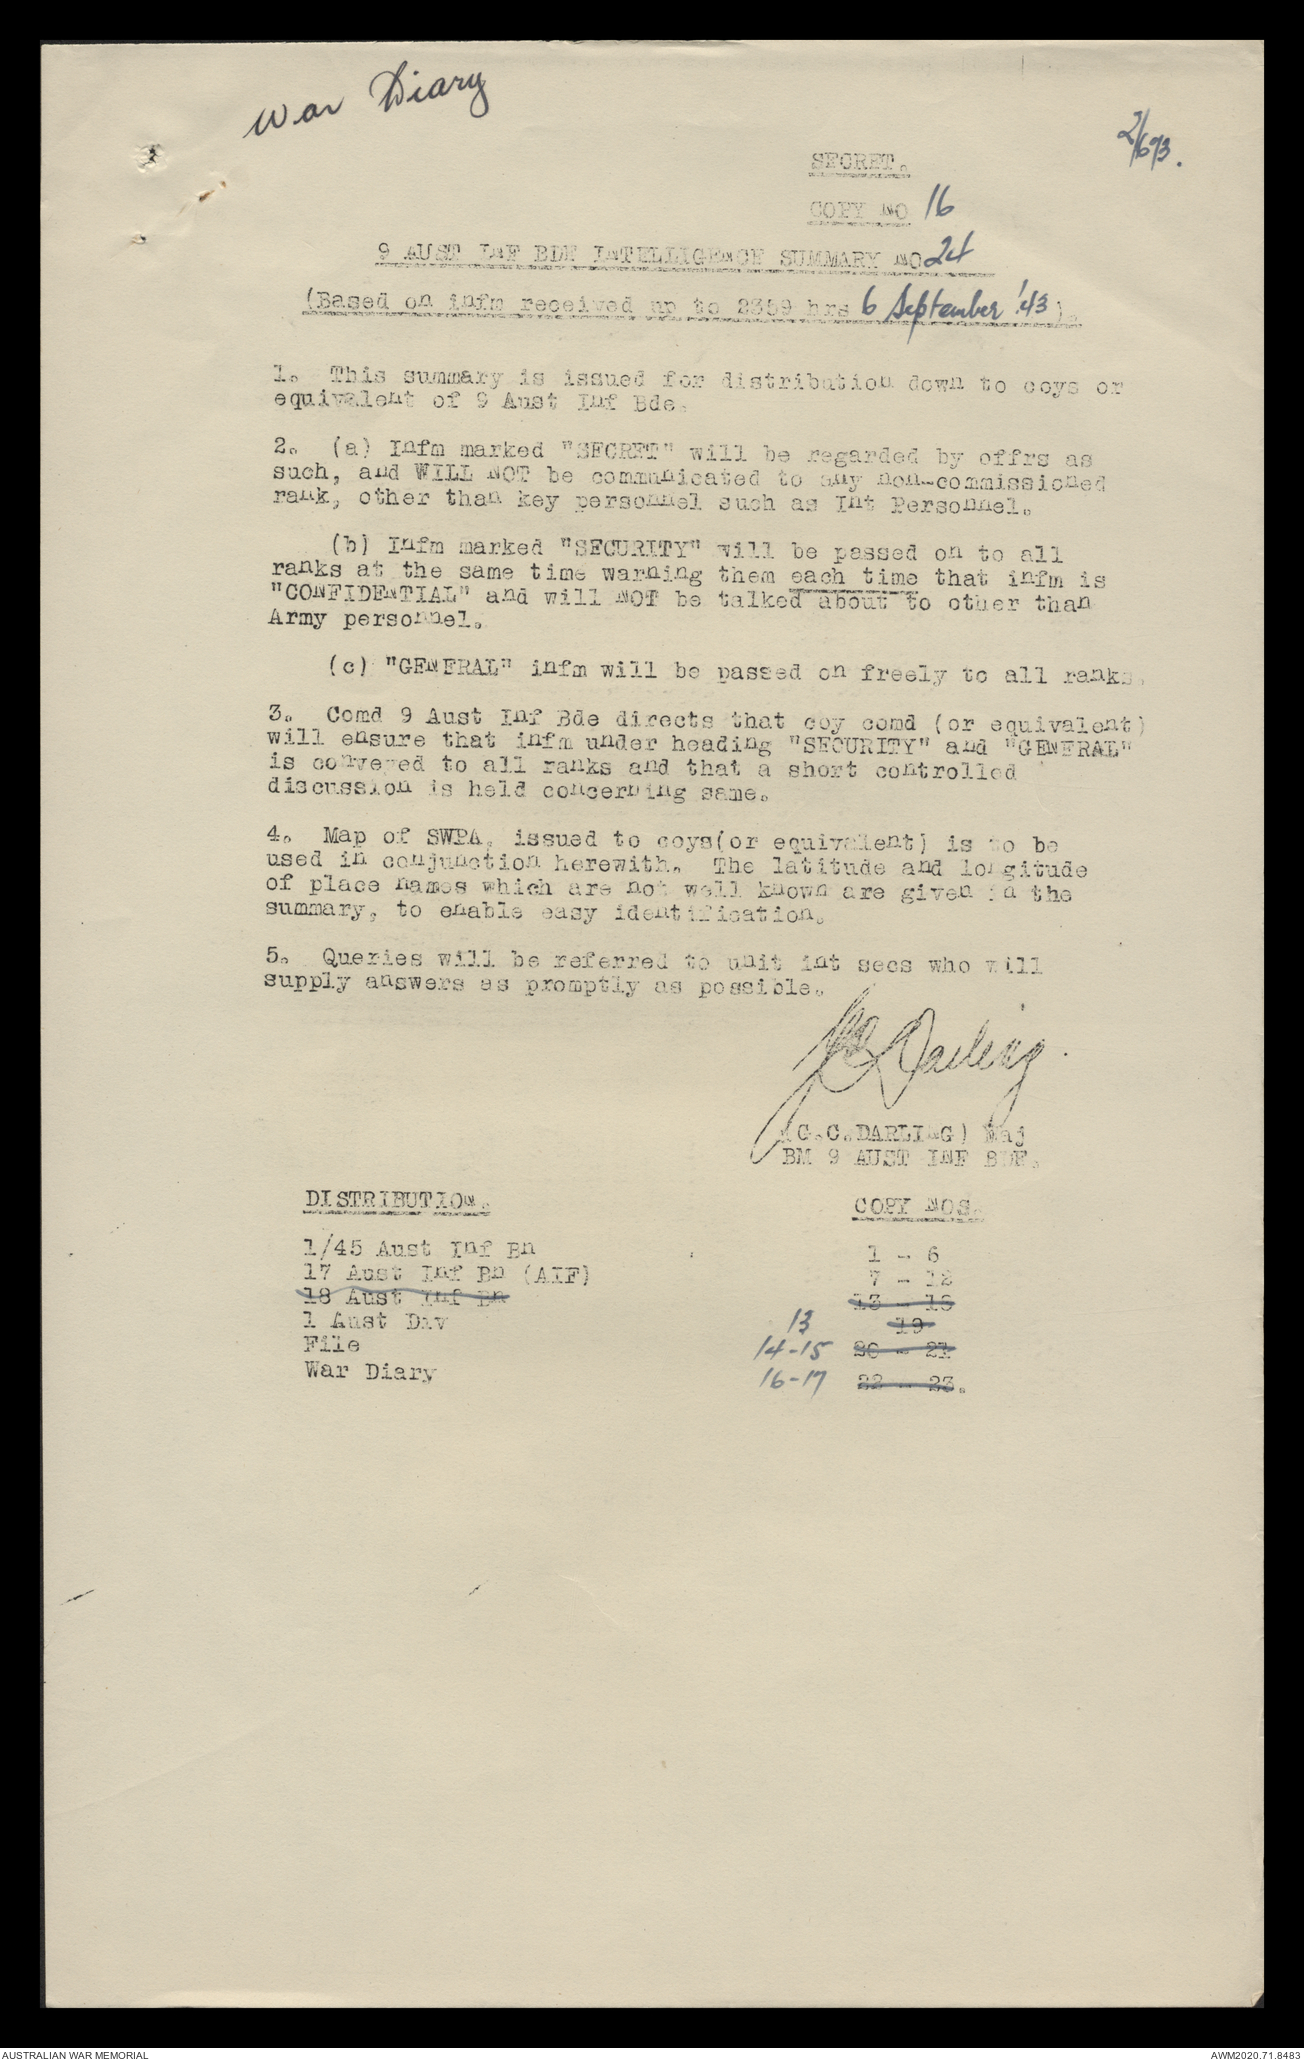 War Diary
2/6/93.
SECRET.
COPY NO 16
9 AUST INF BDE INTELLIGENCE SUMMARY NO 24
(Based on infm received up to 2359 hrs 6 September '43).
1. This summary is issued for distribution down to coys or
equivalent of 9 Aust Inf Bde.
2. (a) Infm marked "SECRET" will be regarded by offrs as
such, and WILL NOT be communicated to any non-commissioned
rank, other than key personnel such as Int Personnel.
(b) Infm marked "SECURITY" will be passed on to all
ranks at the same time warning them each time that infm is
"CONFIDENTIAL" and will NOT be talked about to other than
Army personnel.
(c) "GENERAL" infm will be passed on freely to all ranks.
3. Comd 9 Aust Inf Bde directs that coy comd (or equivalent)
will ensure that infm under heading "SECURITY" and "GENERAL"
is conveyed to all ranks and that a short controlled
discussion is held concerning same.
4. Map of SWPA, issued to coys(or equivalent) is to be
used in conjunction herewith. The latitude and longitude
of place names which are not well known are given in the
summary, to enable easy identification.
5. Queries will be referred to unit int secs who will
supply answers as promptly as possible.
GC Darling.
(G.C.DARLING) Maj
BM 9 AUST INF BDE.
DISTRIBUTION. COPY NOS.
1/45 Aust Inf Bn 1 - 6
17 Aust Inf Bn (AIF) 7 - 12
18 Aust Inf Bn 13 - 18
1 Aust Div 13 19
File 14-15 20 - 21
War Diary 16-17 22 - 23.
AUSTRALIAN WAR MEMORIAL
AWM2020.71.8483